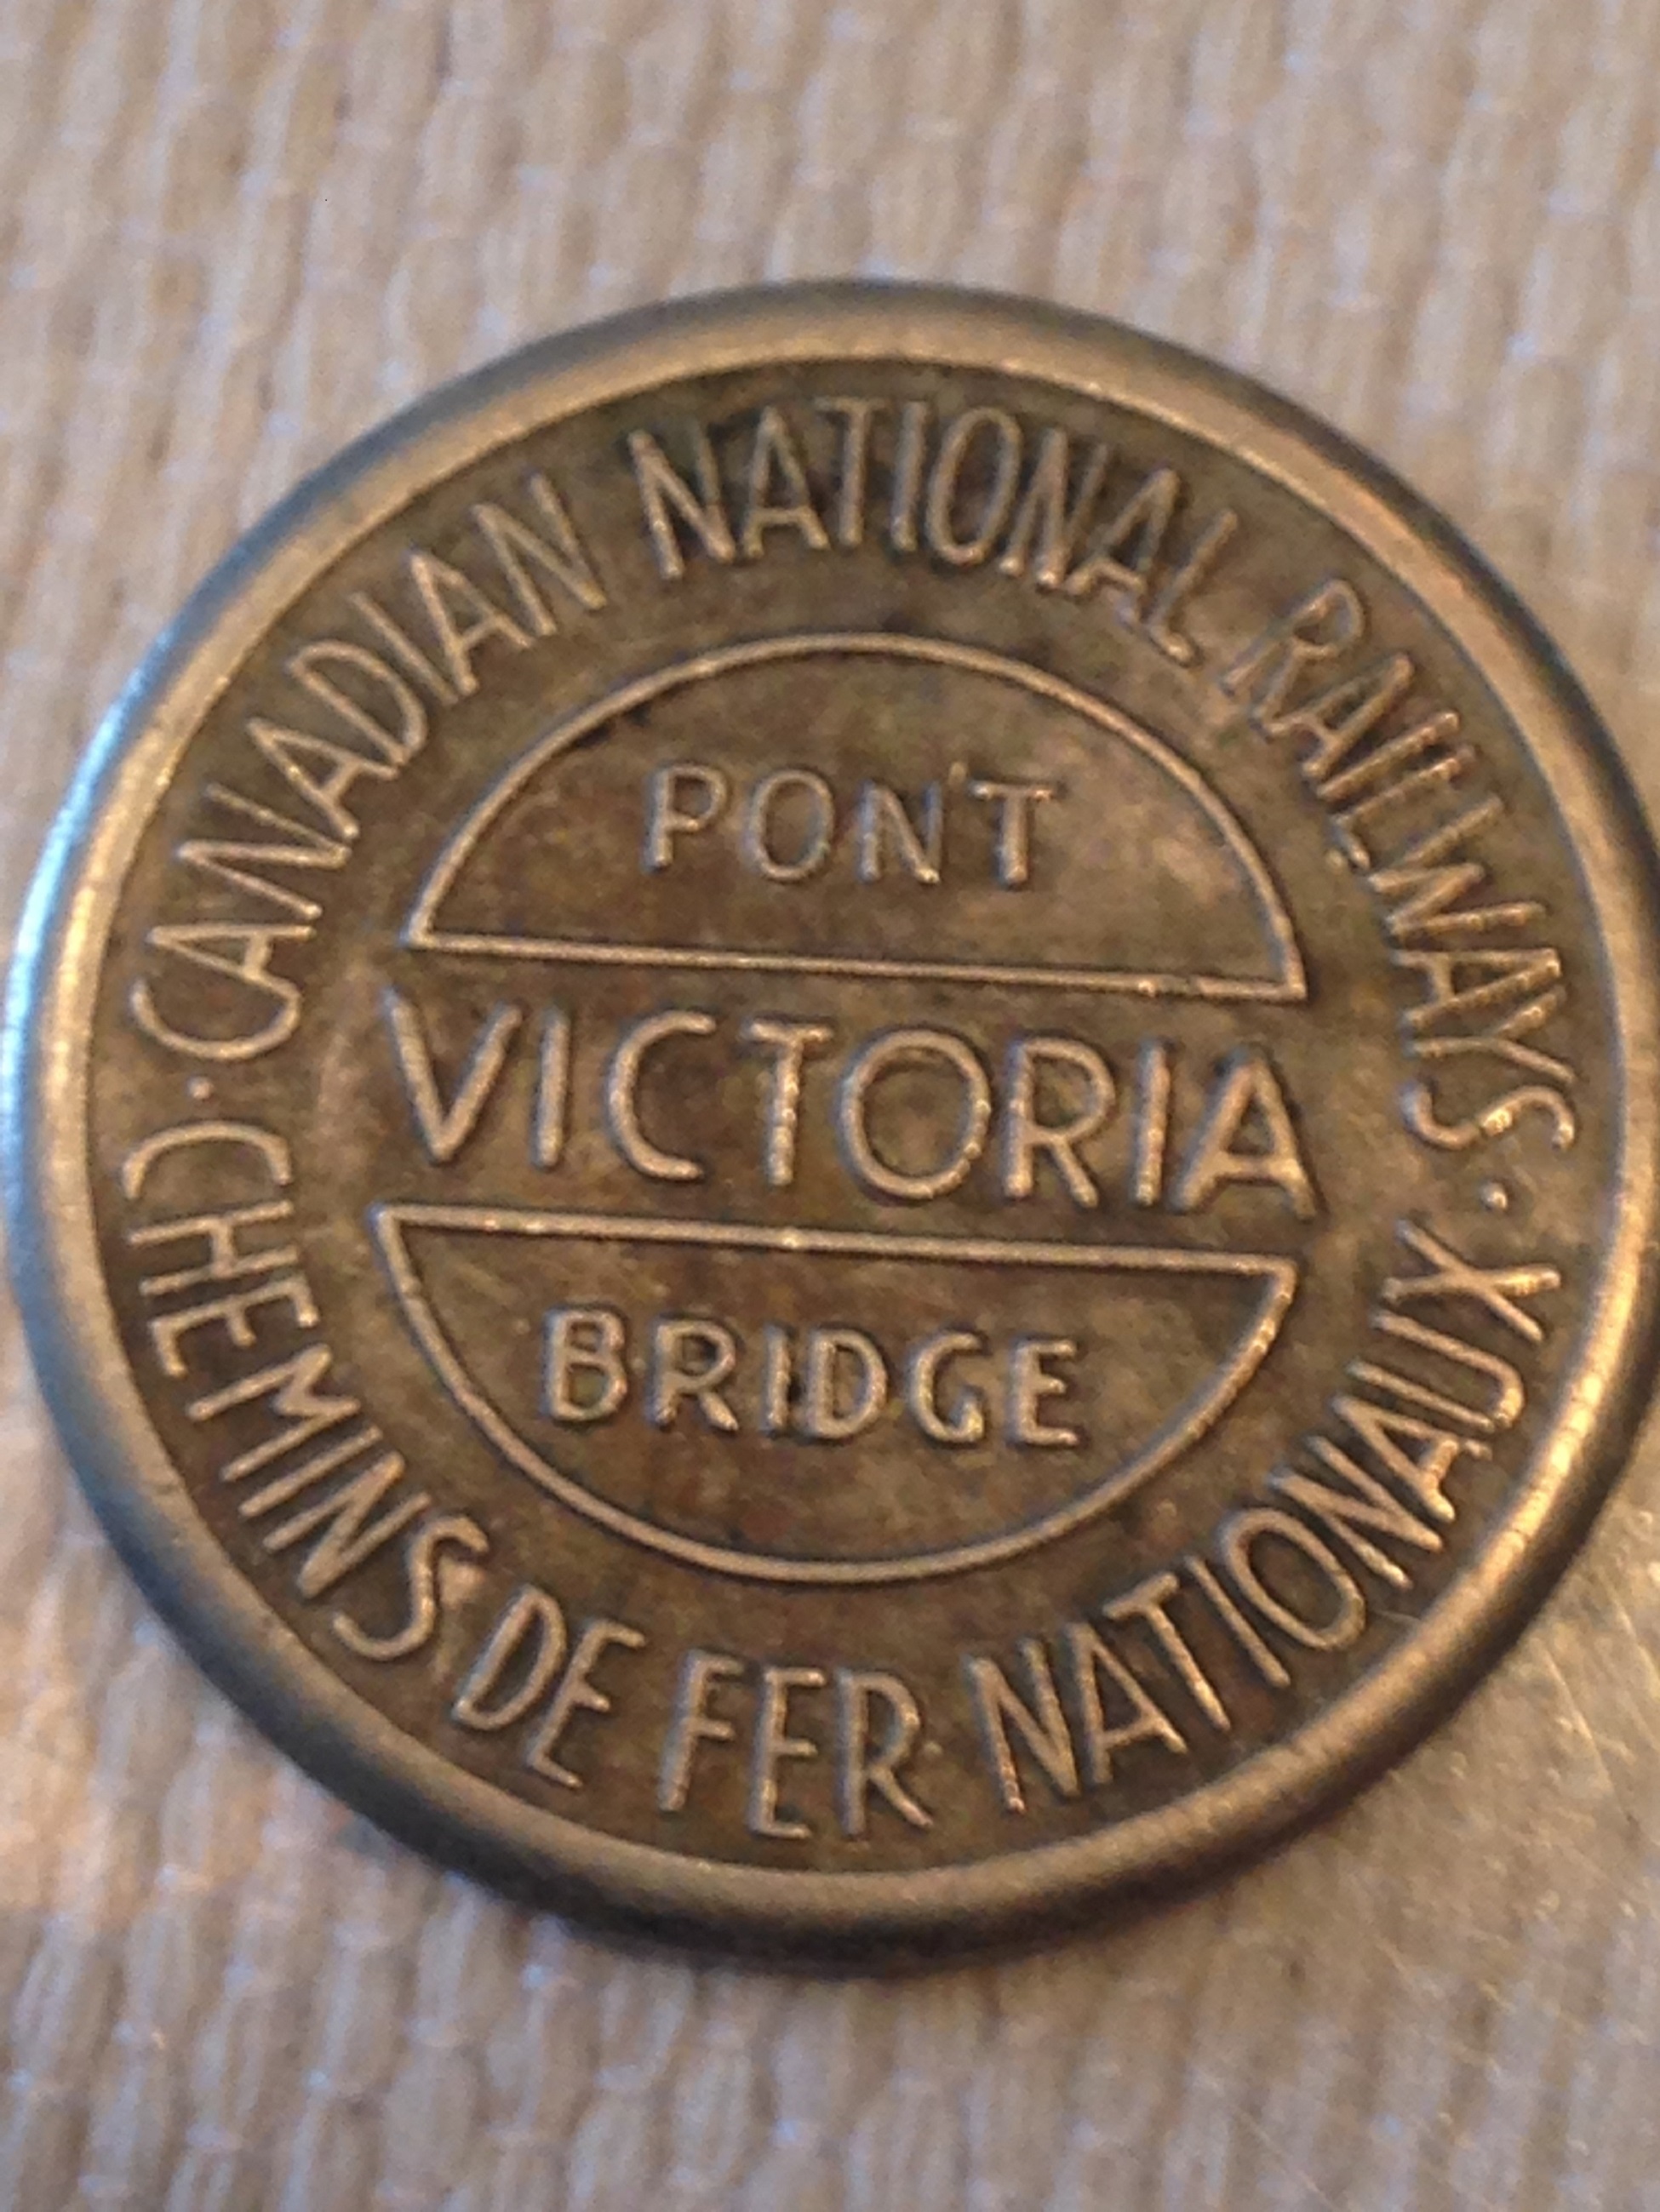 CANADIAN NATIONAL RAILWAYS
PONT
VICTORIA
BRIDGE
CHEMINS DE FER NATIONAUX